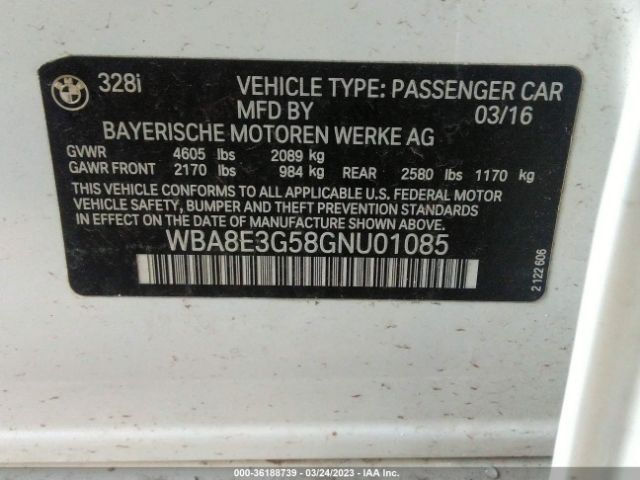 BMW
328i VEHICLE TYPE: PASSENGER CAR
MFD BY 03/16
BAYERISCHE MOTOREN WERKE AG
GVWR 4605 lbs 2089 kg
GAWR FRONT 2170 lbs 984 kg REAR 2580 lbs 1170 kg
THIS VEHICLE CONFORMS TO ALL APPLICABLE U.S. FEDERAL MOTOR
VEHICLE SAFETY, BUMPER AND THEFT PREVENTION STANDARDS
IN EFFECT ON THE DATE OF MANUFACTURE SHOWN ABOVE.
WBA8E3G58GNU01085
2 122 606
000-36188739 - 03/24/2023 - IAA Inc.